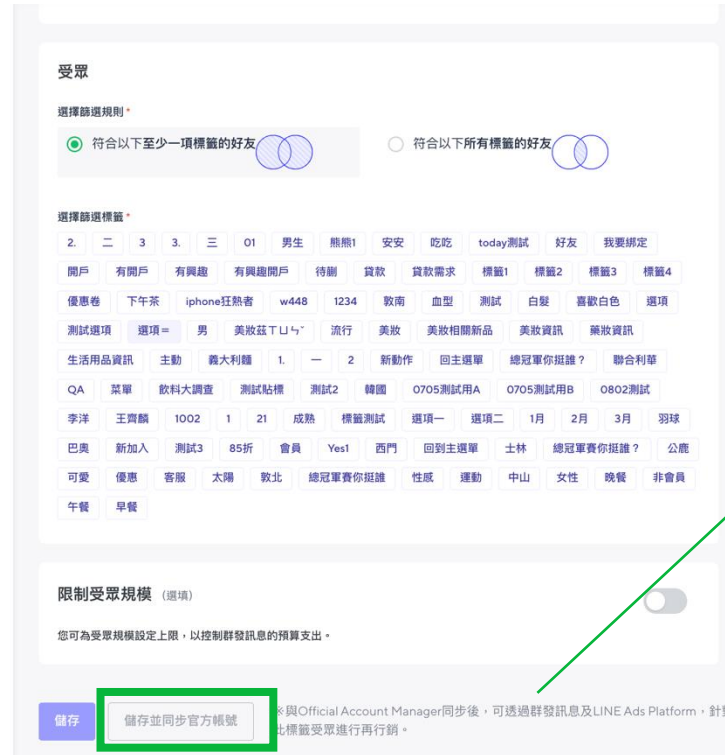 受眾
選擇篩選規則*
符合以下至少一項標籤的好友 符合以下所有標籤的好友
選擇篩選標籤*
2. 二 3 3. 三 01 男生 熊熊1 安安 吃吃 today測試 好友 我要綁定
開戶 有開戶 有興趣 有興趣開戶 待刪 貸款 貸款需求 標籤1 標籤2 標籤3 標籤4
優惠卷 下午茶 iphone狂熱者 w448 1234 敦南 血型 測試 白髮 喜歡白色 選項
測試選項 選項= 男 美妝茲ㄒㄩㄣˇ 流行 美妝 美妝相關新品 美妝資訊 藥妝資訊
生活用品資訊 主動 義大利麵 1. 一 2 新動作 回主選單 總冠軍你挺誰？ 聯合利華
QA 菜單 飲料大調查 測試貼標 測試2 韓國 0705測試用A 0705測試用B 0802測試
李洋 王齊麟 1002 1 21 成熟 標籤測試 選項一 選項二 1月 2月 3月 羽球
巴奧 新加入 測試3 85折 會員 Yes1 西門 回到主選單 士林 總冠軍賽你挺誰？ 公鹿
可愛 優惠 客服 太陽 敦北 總冠軍賽你挺誰 性感 運動 中山 女性 晚餐 非會員
午餐 早餐
限制受眾規模 (選填)
您可為受眾規模設定上限，以控制群發訊息的預算支出。
儲存 儲存並同步官方帳號 ※與Official Account Manager同步後，可透過群發訊息及LINE Ads Platform，針
比標籤受眾進行再行銷。